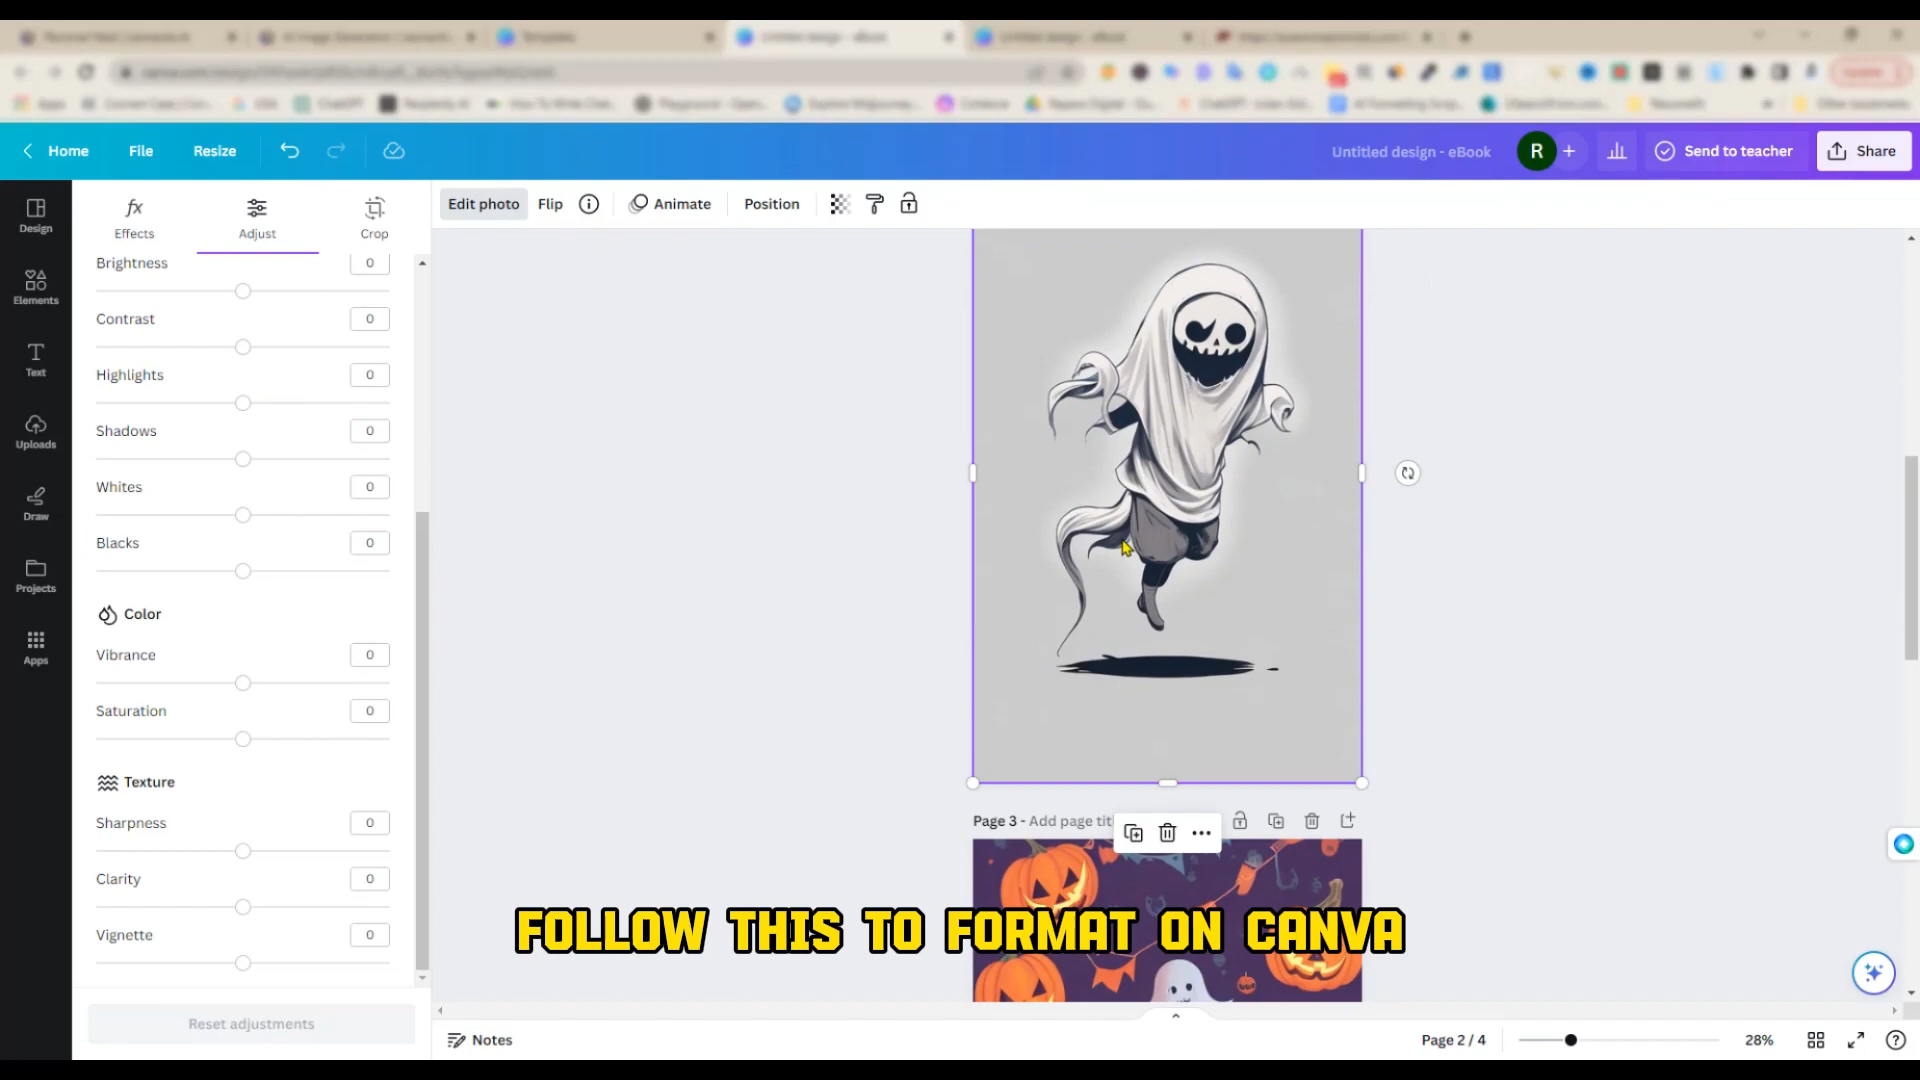 Home File Resize Untitled design - eBook R + Send to teacher Share
Design
Elements
Text
Uploads
Draw
Projects
Apps
Effects Adjust Crop
Edit photo Flip Animate Position
Brightness 0
Contrast 0
Highlights 0
Shadows 0
Whites 0
Blacks 0
Color
Vibrance 0
Saturation 0
Texture
Sharpness 0
Clarity 0
Vignette 0
Reset adjustments
Page 3 - Add page tit
FOLLOW THIS TO FORMAT ON CANVA
Notes Page 2 / 4 28%